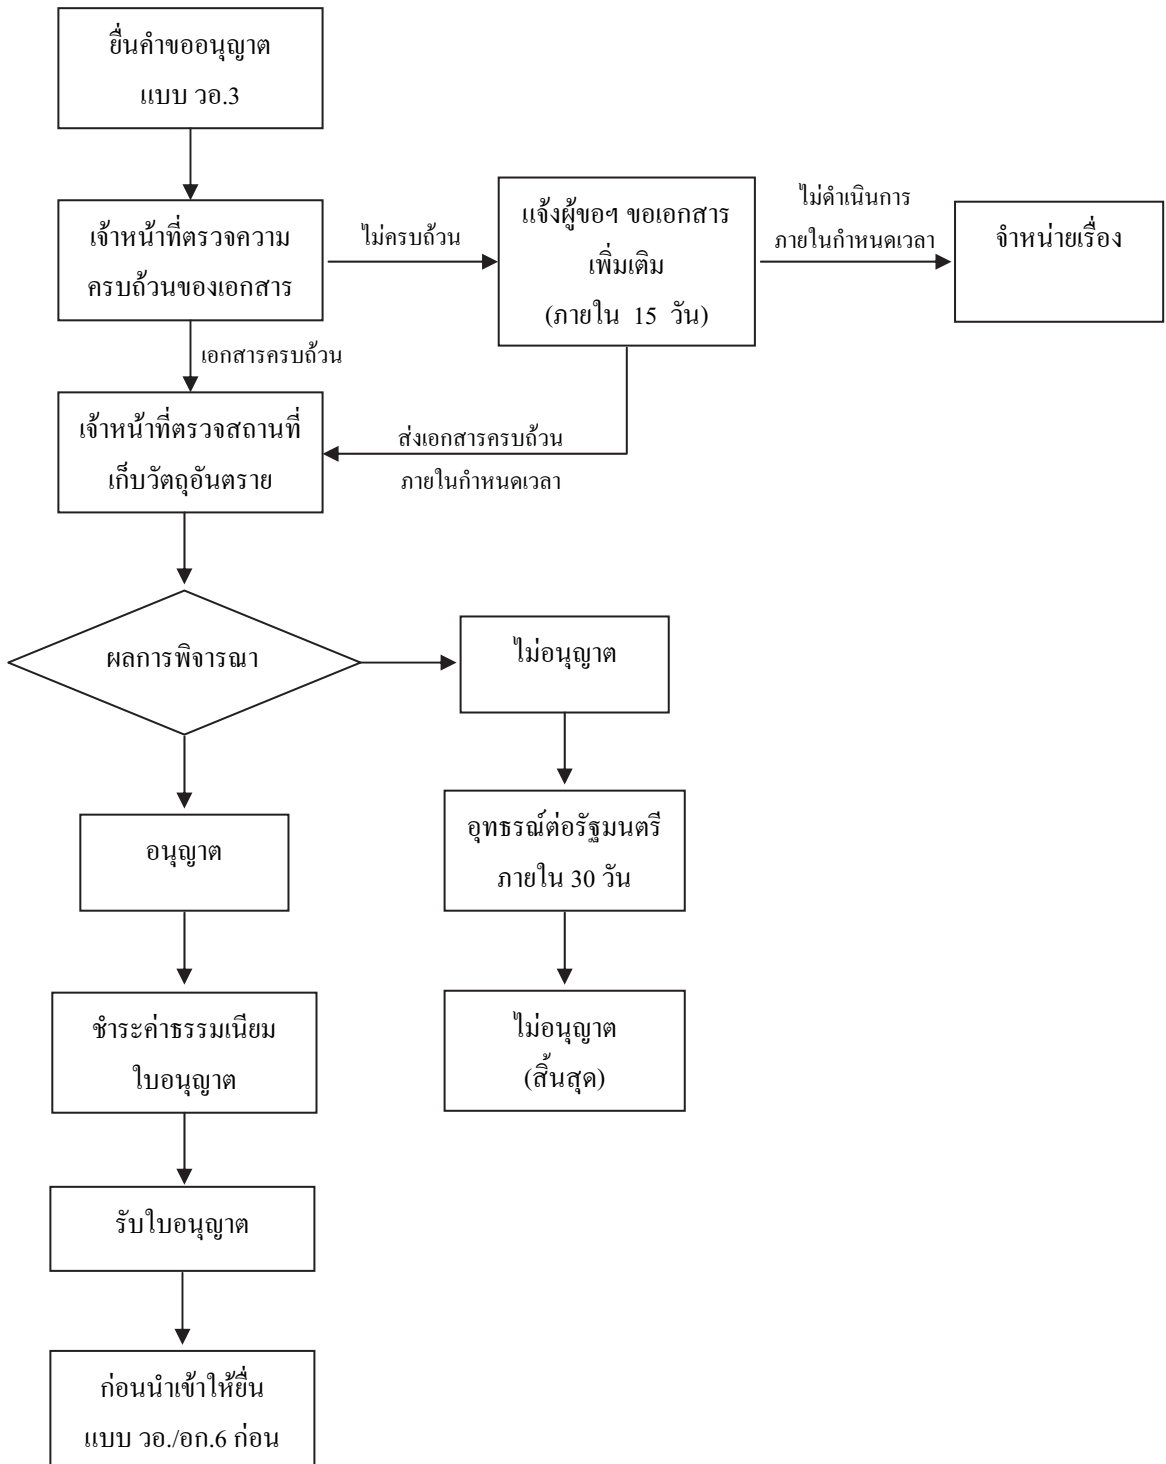 ยื่นคำขออนุญาต
แบบ วอ.3
เจ้าหน้าที่ตรวจความ
ครบถ้วนของเอกสาร
ไม่ครบถ้วน
แจ้งผู้ขอฯ ขอเอกสาร
เพิ่มเติม
(ภายใน 15 วัน)
ไม่ดำเนินการ
ภายในกำหนดเวลา
จำหน่ายเรื่อง
เอกสารครบถ้วน
เจ้าหน้าที่ตรวจสถานที่
เก็บวัตถุอันตราย
ส่งเอกสารครบถ้วน
ภายในกำหนดเวลา
ผลการพิจารณา
ไม่อนุญาต
อุทธรณ์ต่อรัฐมนตรี
ภายใน 30 วัน
ไม่อนุญาต
(สิ้นสุด)
อนุญาต
ชำระค่าธรรมเนียม
ใบอนุญาต
รับใบอนุญาต
ก่อนนำเข้าให้ยื่น
แบบ วอ./อก.6 ก่อน